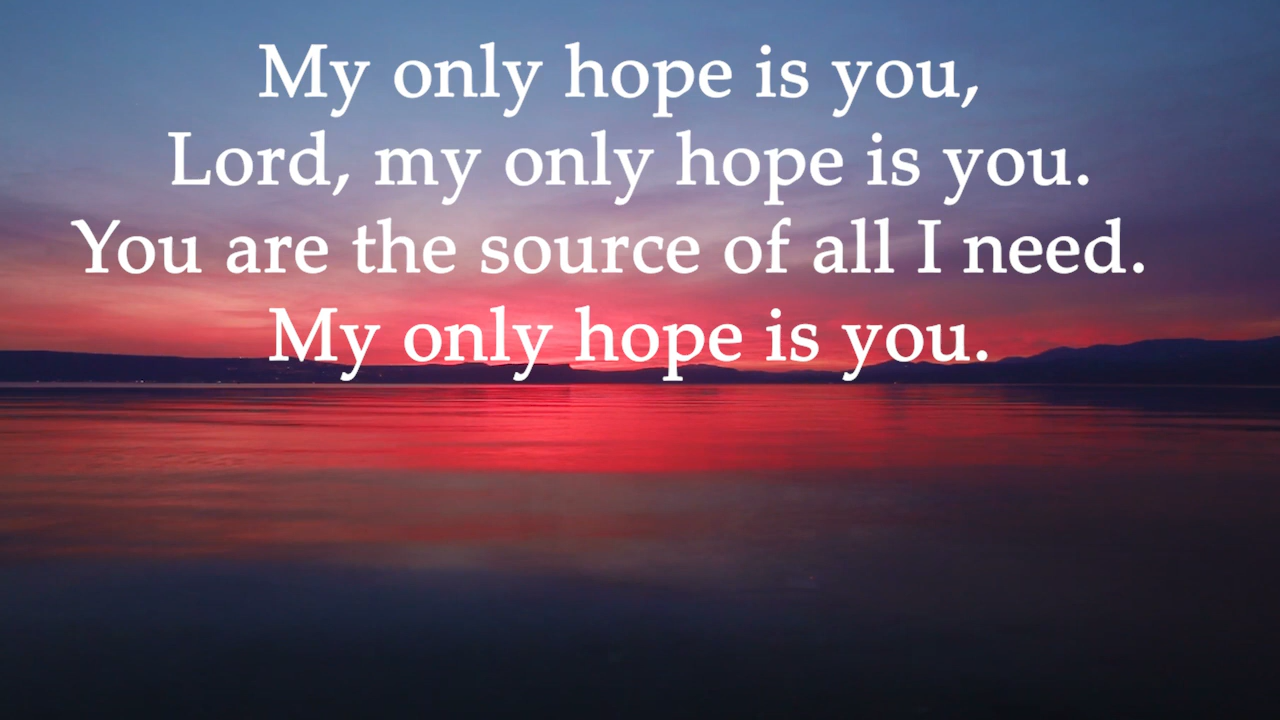 My only hope is you,
Lord, my only hope is you.
You are the source of all I need.
My only hope is you.